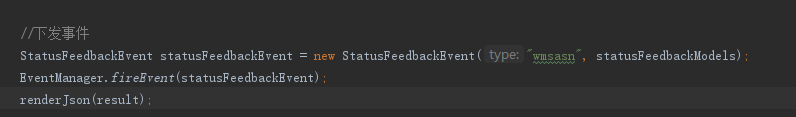 //下发事件
StatusFeedbackEvent statusFeedbackEvent = new StatusFeedbackEvent( type: "wmsasn", statusFeedbackModels);
EventManager.fireEvent(statusFeedbackEvent);
renderJson(result);